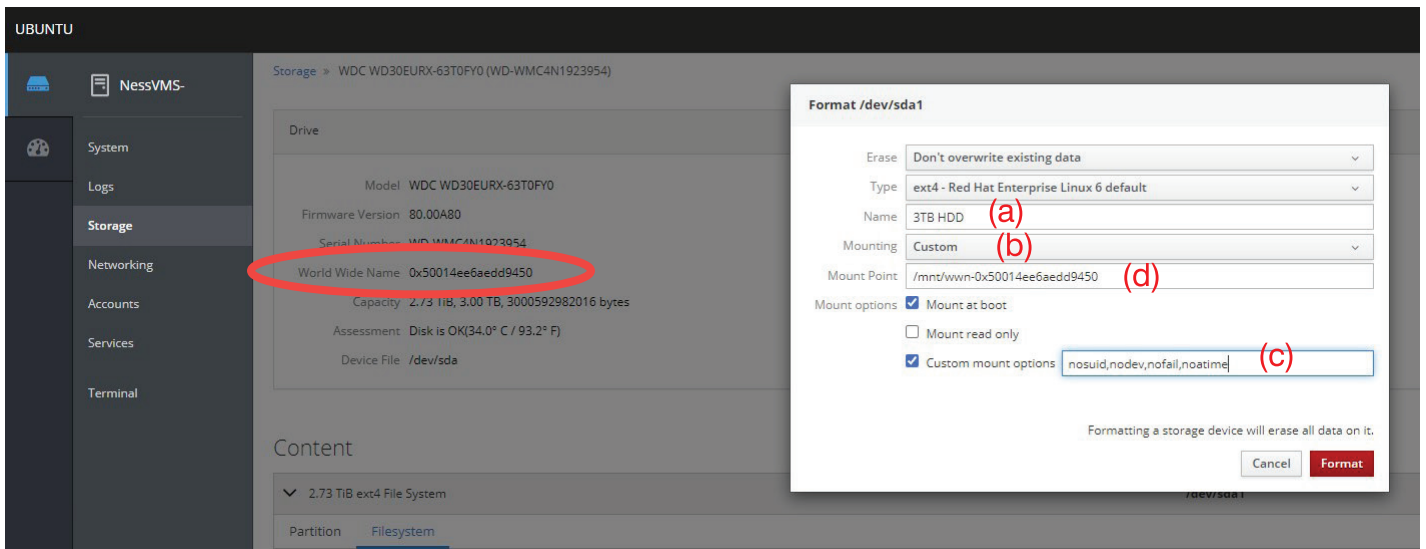 UBUNTU
NessVMS-
System
Logs
Storage
Networking
Accounts
Services
Terminal
Storage » WDC WD30EURX-63T0FY0 (WD-WMC4N1923954)
Drive
Model WDC WD30EURX-63T0FY0
Firmware Version 80.00A80
Serial Number WD-WMC4N1923954
World Wide Name 0x50014ee6aedd9450
Capacity 2.73 TiB, 3.00 TB, 3000592982016 bytes
Assessment Disk is OK(34.0° C / 93.2° F)
Device File /dev/sda
Content
2.73 TiB ext4 File System
/dev/sda1
Partition Filesystem
Format /dev/sda1
Erase Don't overwrite existing data
Type ext4 - Red Hat Enterprise Linux 6 default
Name 3TB HDD (a)
Mounting Custom (b)
Mount Point /mnt/wwn-0x50014ee6aedd9450 (d)
Mount options Mount at boot
Mount read only
Custom mount options nosuid,nodev,nofail,noatime (c)
Formatting a storage device will erase all data on it.
Cancel Format